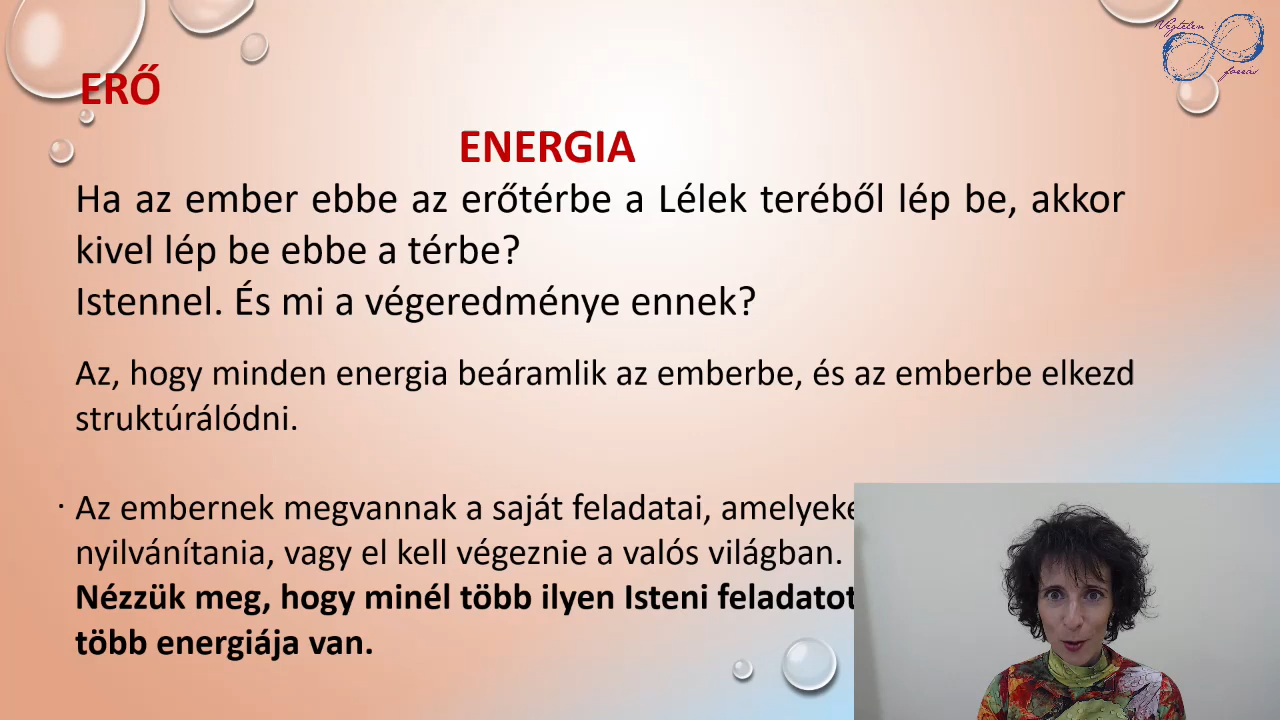 Végtelen
forrás
ERŐ
ENERGIA
Ha az ember ebbe az erőtérbe a Lélek teréből lép be, akkor
kivel lép be ebbe a térbe?
Istennel. És mi a végeredménye ennek?
Az, hogy minden energia beáramlik az emberbe, és az emberbe elkezd
struktúrálódni.
· Az embernek megvannak a saját feladatai,
nyilvánítania, vagy el kell végeznie a valós világban.
Nézzük meg, hogy minél több ilyen Isteni feladatot
több energiája van.